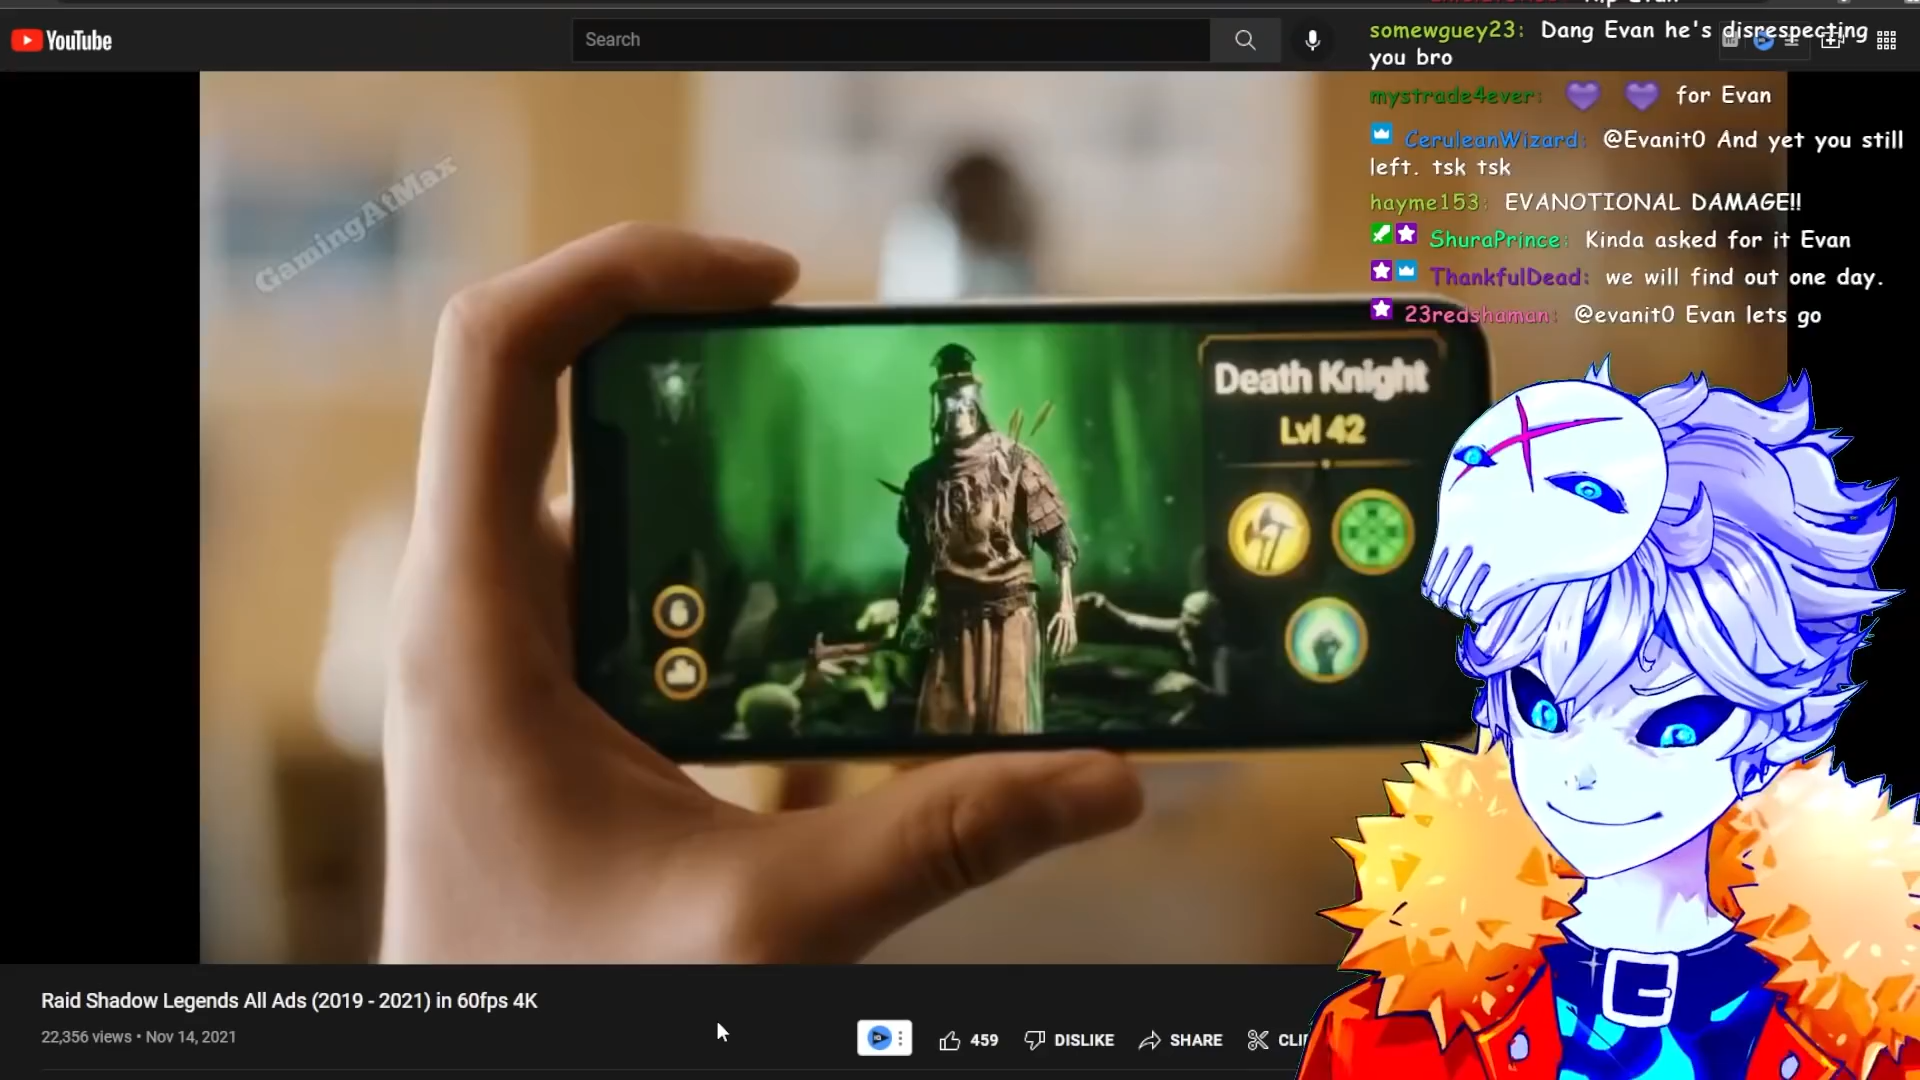 YouTube
Search
somewguey23: Dang Evan he's disrespecting
you bro
mystrade4ever: for Evan
CeruleanWizard: @Evanit0 And yet you still
left. tsk tsk
hayme153: EVANOTIONAL DAMAGE!!
ShuraPrince: Kinda asked for it Evan
ThankfulDead: we will find out one day.
23redshaman: @evanit0 Evan lets go
GamingAtMax
Death Knight
Lvl 42
Raid Shadow Legends All Ads (2019 - 2021) in 60fps 4K
22,356 views • Nov 14, 2021
459
DISLIKE
SHARE